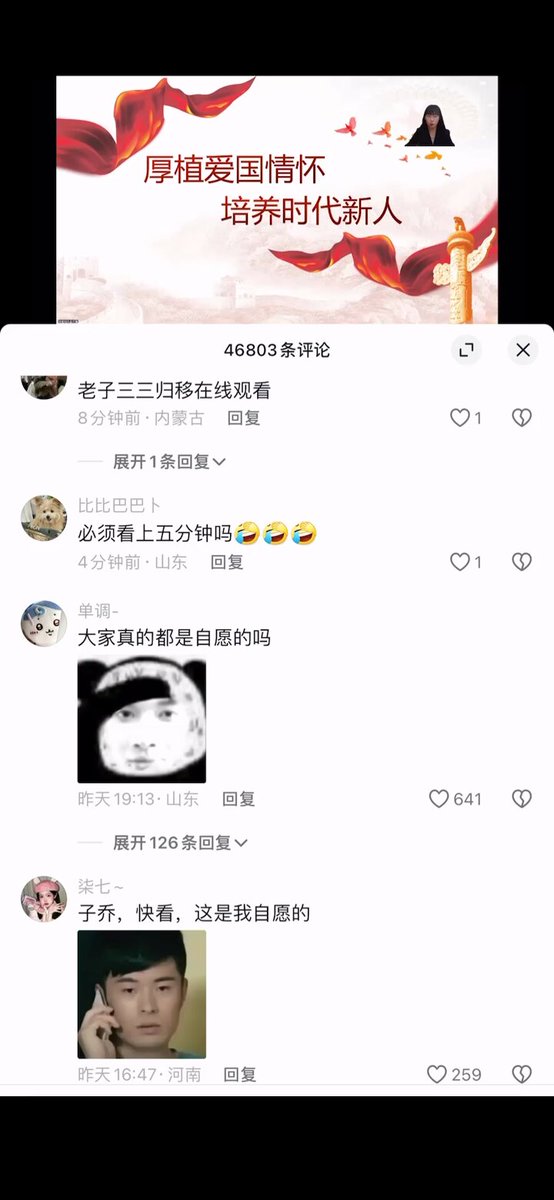 厚植爱国情怀
培养时代新人
46803条评论
老子三三归移在线观看
8分钟前·内蒙古 回复
1
展开1条回复
比比巴巴卜
必须看上五分钟吗🤣🤣🤣
4分钟前·山东 回复
1
单调-
大家真的都是自愿的吗
昨天19:13·山东 回复
641
展开126条回复
柒七~
子乔，快看，这是我自愿的
昨天16:47·河南 回复
259